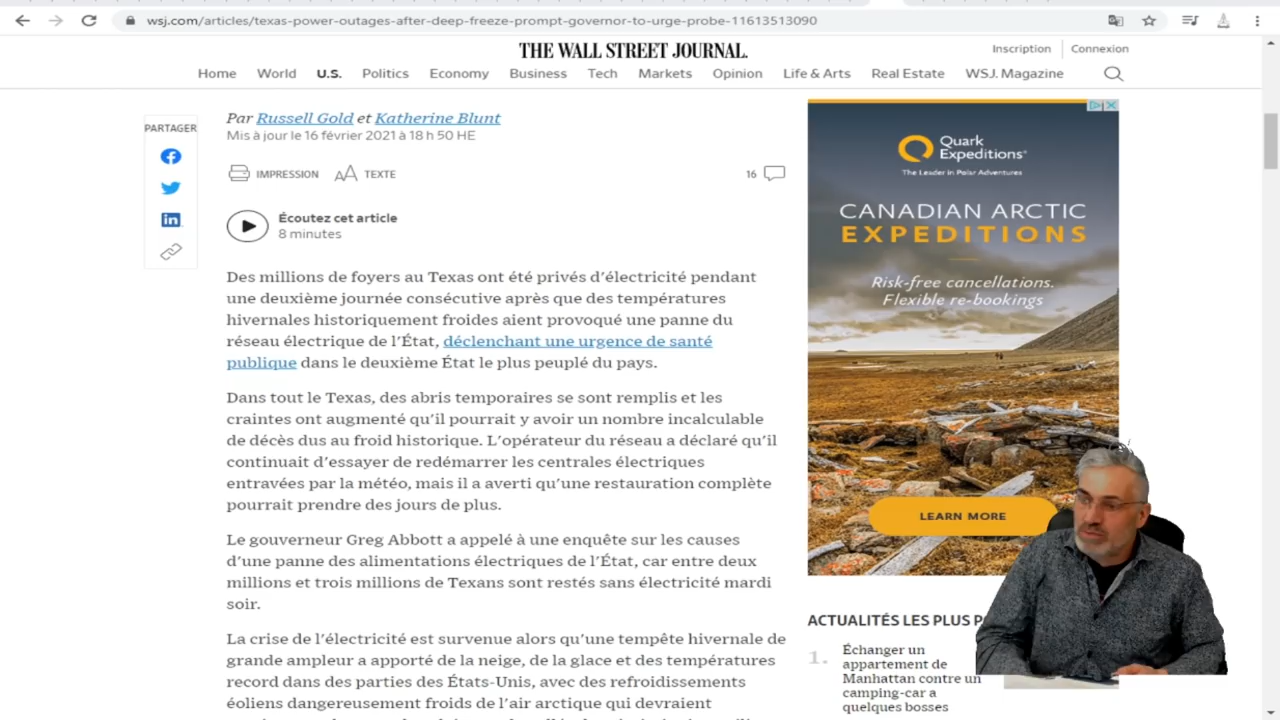 wsj.com/articles/texas-power-outages-after-deep-freeze-prompt-governor-to-urge-probe-11613513090
THE WALL STREET JOURNAL.
Inscription
Connexion
Home World U.S. Politics Economy Business Tech Markets Opinion Life & Arts Real Estate WSJ. Magazine
PARTAGER
Par Russell Gold et Katherine Blunt
Mis à jour le 16 février 2021 à 18 h 50 HE
IMPRESSION
TEXTE
16
Écoutez cet article
8 minutes
Des millions de foyers au Texas ont été privés d'électricité pendant
une deuxième journée consécutive après que des températures
hivernales historiquement froides aient provoqué une panne du
réseau électrique de l'État, déclenchant une urgence de santé
publique dans le deuxième État le plus peuplé du pays.
Dans tout le Texas, des abris temporaires se sont remplis et les
craintes ont augmenté qu'il pourrait y avoir un nombre incalculable
de décès dus au froid historique. L'opérateur du réseau a déclaré qu'il
continuait d'essayer de redémarrer les centrales électriques
entravées par la météo, mais il a averti qu'une restauration complète
pourrait prendre des jours de plus.
Le gouverneur Greg Abbott a appelé à une enquête sur les causes
d'une panne des alimentations électriques de l'État, car entre deux
millions et trois millions de Texans sont restés sans électricité mardi
soir.
La crise de l'électricité est survenue alors qu'une tempête hivernale de
grande ampleur a apporté de la neige, de la glace et des températures
record dans des parties des États-Unis, avec des refroidissements
éoliens dangereusement froids de l'air arctique qui devraient
Quark
Expeditions®
The Leader in Polar Adventures
CANADIAN ARCTIC
EXPEDITIONS
Risk-free cancellations.
Flexible re-bookings
LEARN MORE
ACTUALITÉS LES PLUS
1.
Échanger un
appartement de
Manhattan contre un
camping-car a
quelques bosses